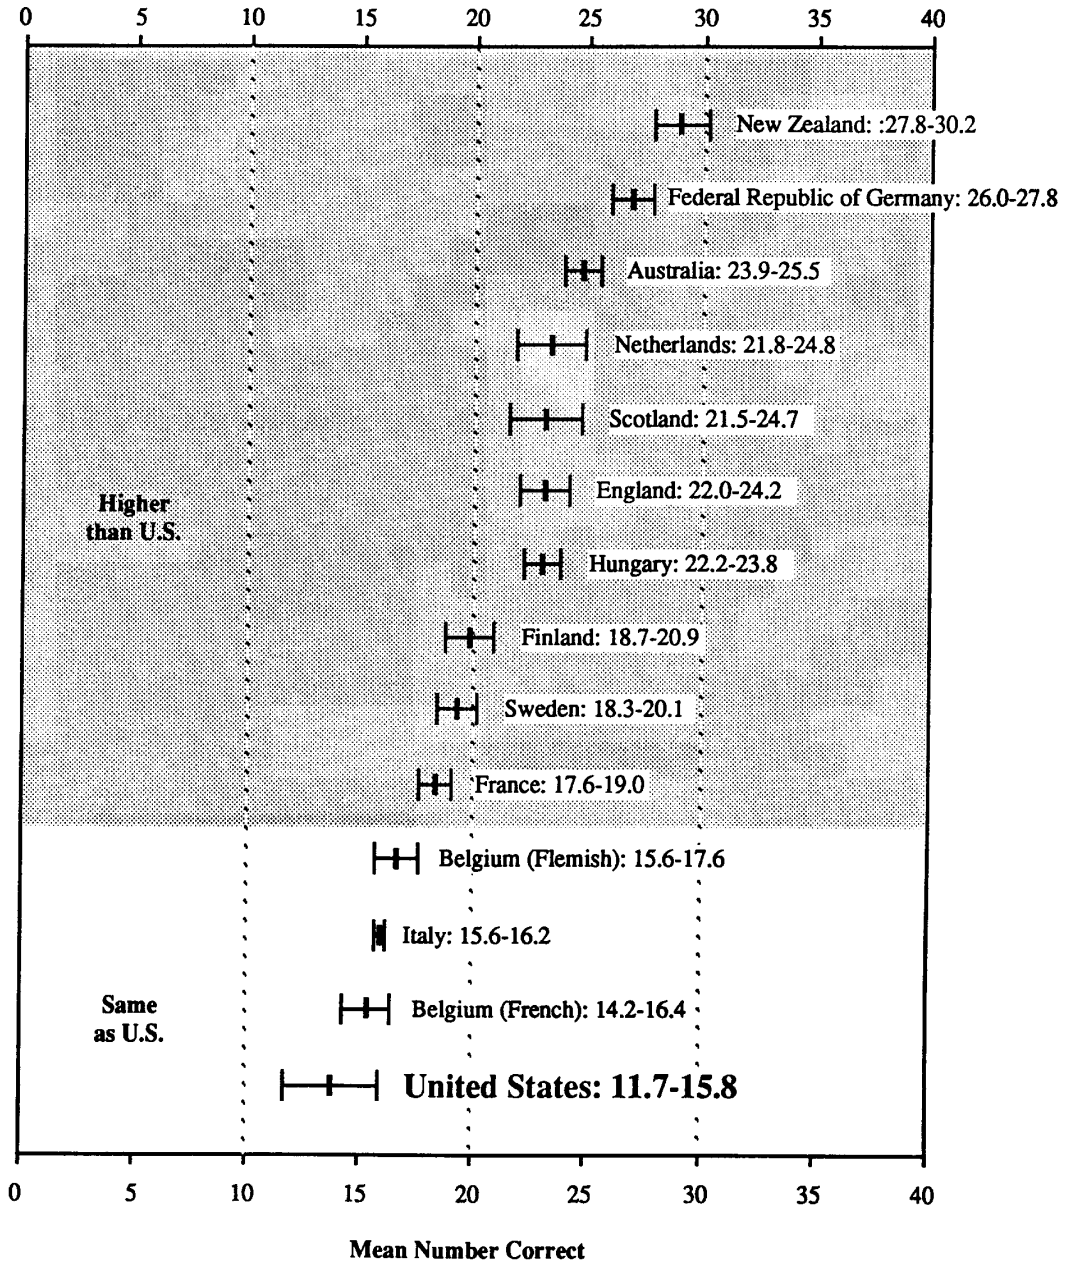 0 5 10 15 20 25 30 35 40
New Zealand: :27.8-30.2
Federal Republic of Germany: 26.0-27.8
Australia: 23.9-25.5
Netherlands: 21.8-24.8
Scotland: 21.5-24.7
England: 22.0-24.2
Higher
than U.S.
Hungary: 22.2-23.8
Finland: 18.7-20.9
Sweden: 18.3-20.1
France: 17.6-19.0
Belgium (Flemish): 15.6-17.6
Italy: 15.6-16.2
Same
as U.S.
Belgium (French): 14.2-16.4
United States: 11.7-15.8
0 5 10 15 20 25 30 35 40
Mean Number Correct